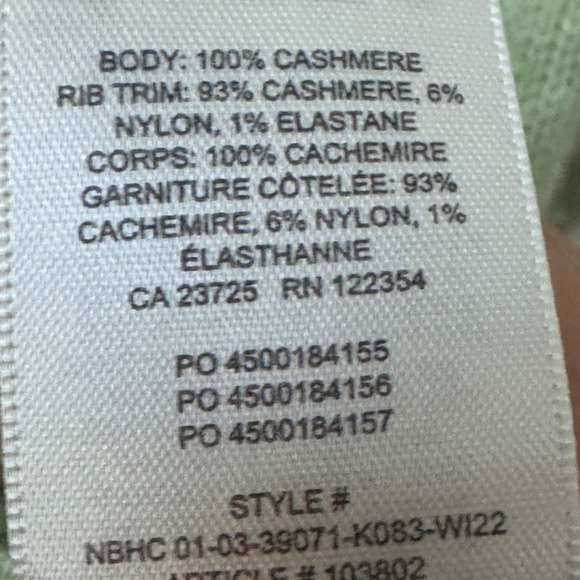 BODY: 100% CASHMERE
RIB TRIM: 93% CASHMERE, 6%
NYLON, 1% ELASTANE
CORPS: 100% CACHEMIRE
GARNITURE CÔTELÉE: 93%
CACHEMIRE, 6% NYLON, 1%
ÉLASTHANNE
CA 23725 RN 122354
PO 4500184155
PO 4500184156
PO 4500184157
STYLE #
NBHC 01-03-39071-K083-WI22
ARTICLE # 103802